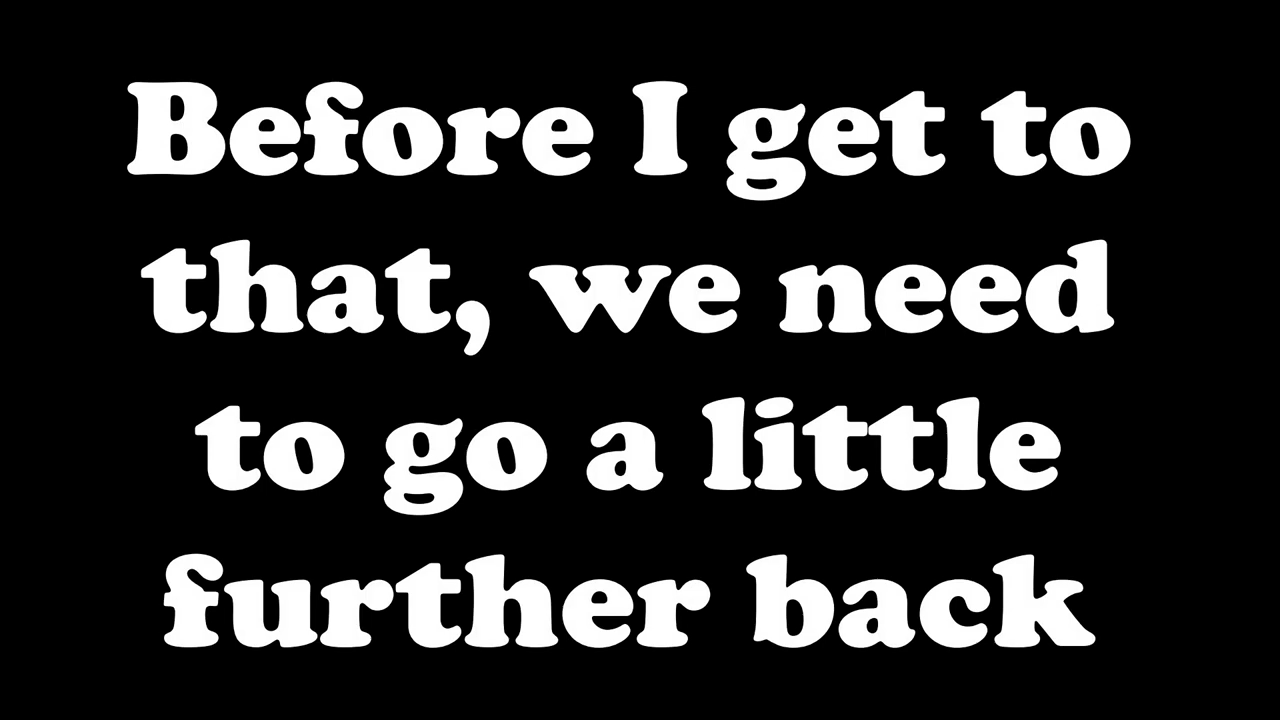 Before I get to
that, we need
to go a little
further back